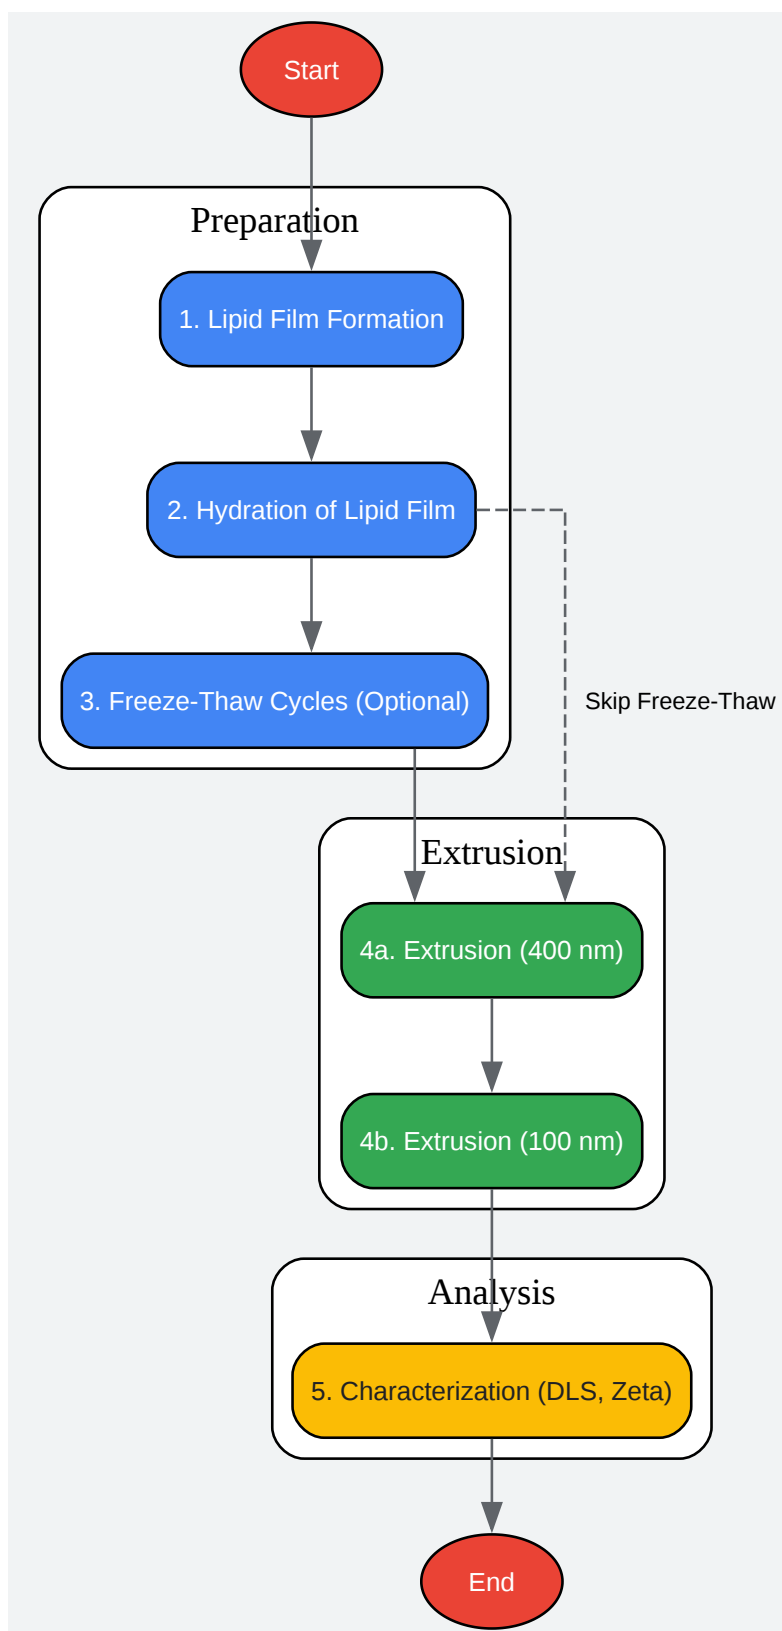 Start
Preparation
1. Lipid Film Formation
2. Hydration of Lipid Film
3. Freeze-Thaw Cycles (Optional)
Skip Freeze-Thaw
Extrusion
4a. Extrusion (400 nm)
4b. Extrusion (100 nm)
Analysis
5. Characterization (DLS, Zeta)
End